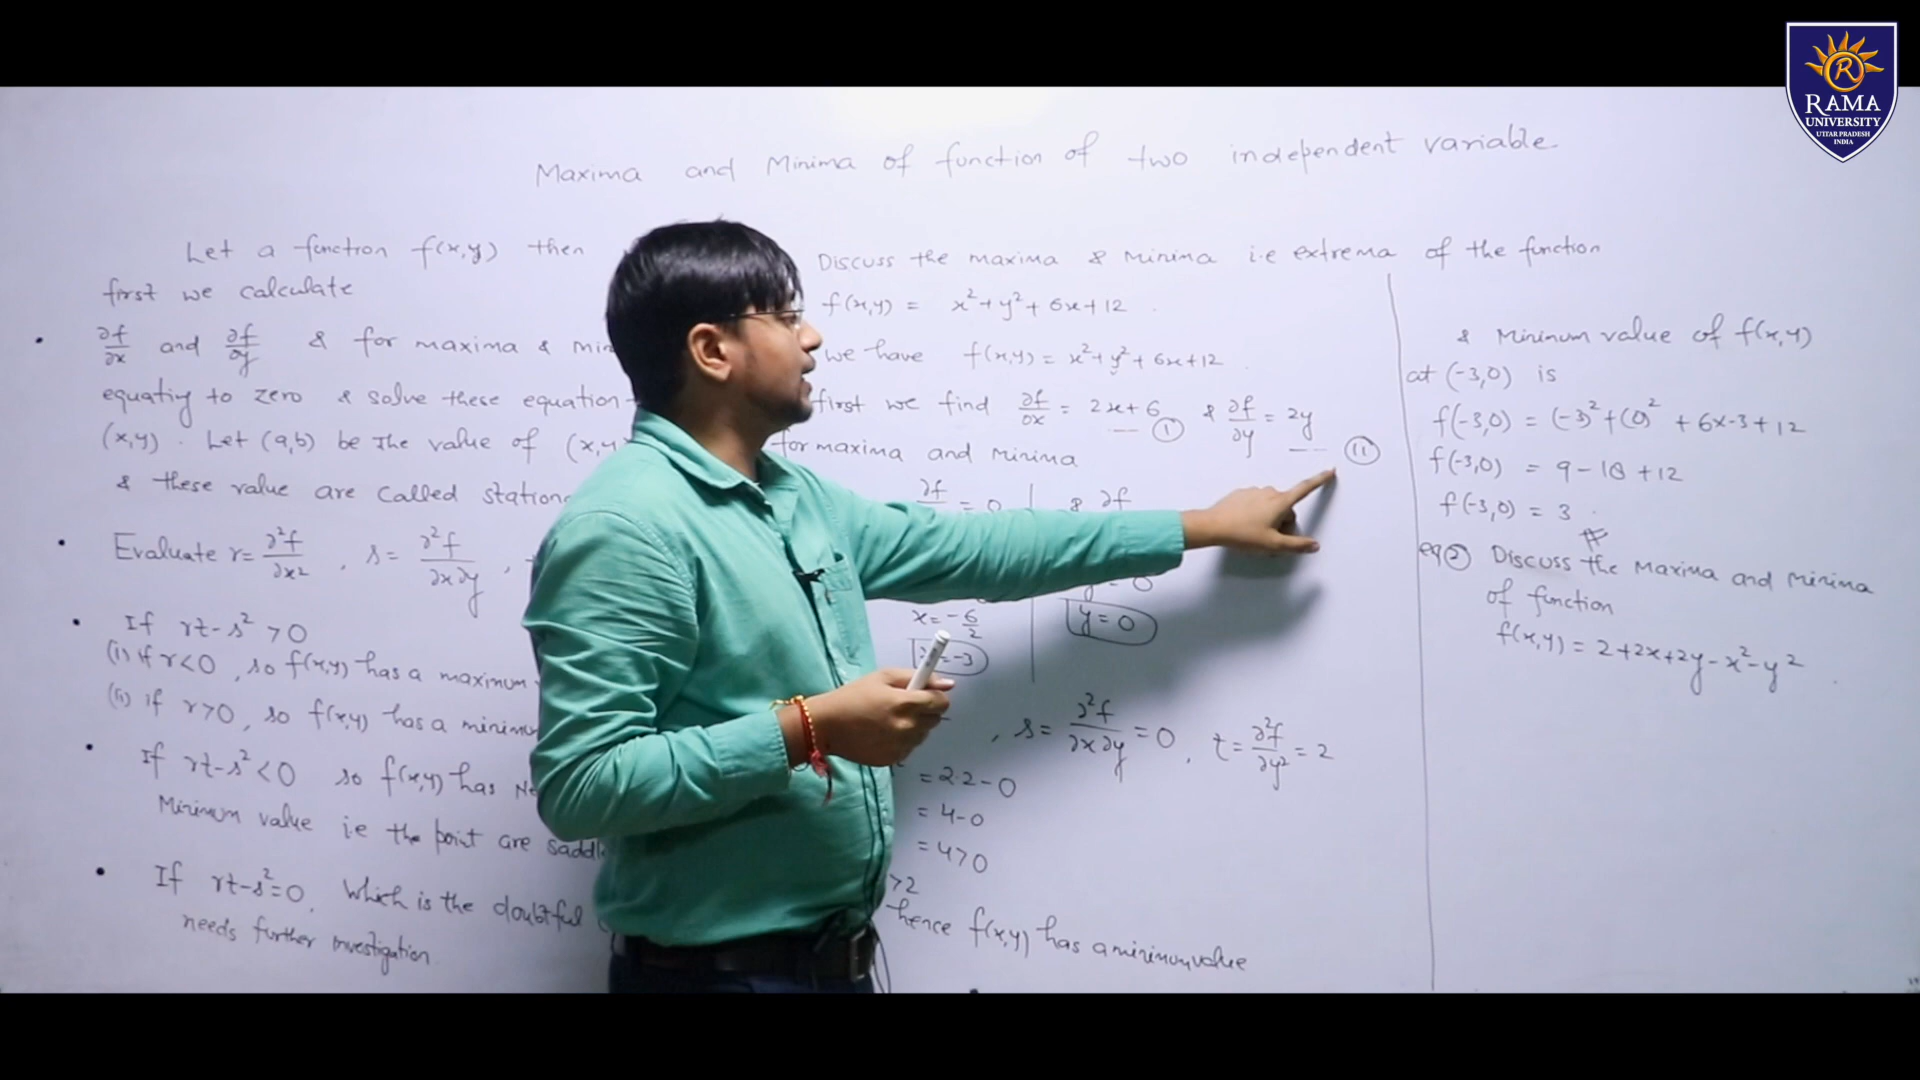 RAMA
UNIVERSITY
UTTAR PRADESH
INDIA
Maxima and Minima of function of two independent variable
Let a function f(x,y) then
first we calculate
• ∂f/∂x and ∂f/∂y & for maxima &
equating to zero & solve these equation
(x,y). Let (a,b) be the value of (x,y
& these value are called
• Evaluate r = ∂²f/∂x² , s = ∂²f/∂x∂y ,
• If rt-s² >0
(i) if r<0 , so f(x,y) has a maximum
(ii) if r>0, so f(x,y) has a
• If rt-s²<0 so f(x,y) has
Minimum value i.e the point are
• If rt-s²=0, Which is the doubtful
needs further investigation
Discuss the maxima & minima i.e extrema of the function
f(x,y) = x²+y²+6x+12
we have f(x,y) = x²+y²+6x+12
first we find ∂f/∂x = 2x+6 --- (i) & ∂f/∂y = 2y --- (ii)
for maxima and minima
∂f = 0 & ∂f
= 0
x = -6/2
= -3 y = 0
, s = ∂²f/∂x∂y = 0 , t = ∂²f/∂y² = 2
= 2.2-0
= 4-0
= 4>0
>2
hence f(x,y) has a minimum value
& Minimum value of f(x,y)
at (-3,0) is
f(-3,0) = (-3)²+(0)² + 6x-3+12
f(-3,0) = 9-18+12
f(-3,0) = 3
eg② Discuss the Maxima and Minima
of function
f(x,y) = 2+2x+2y-x²-y²